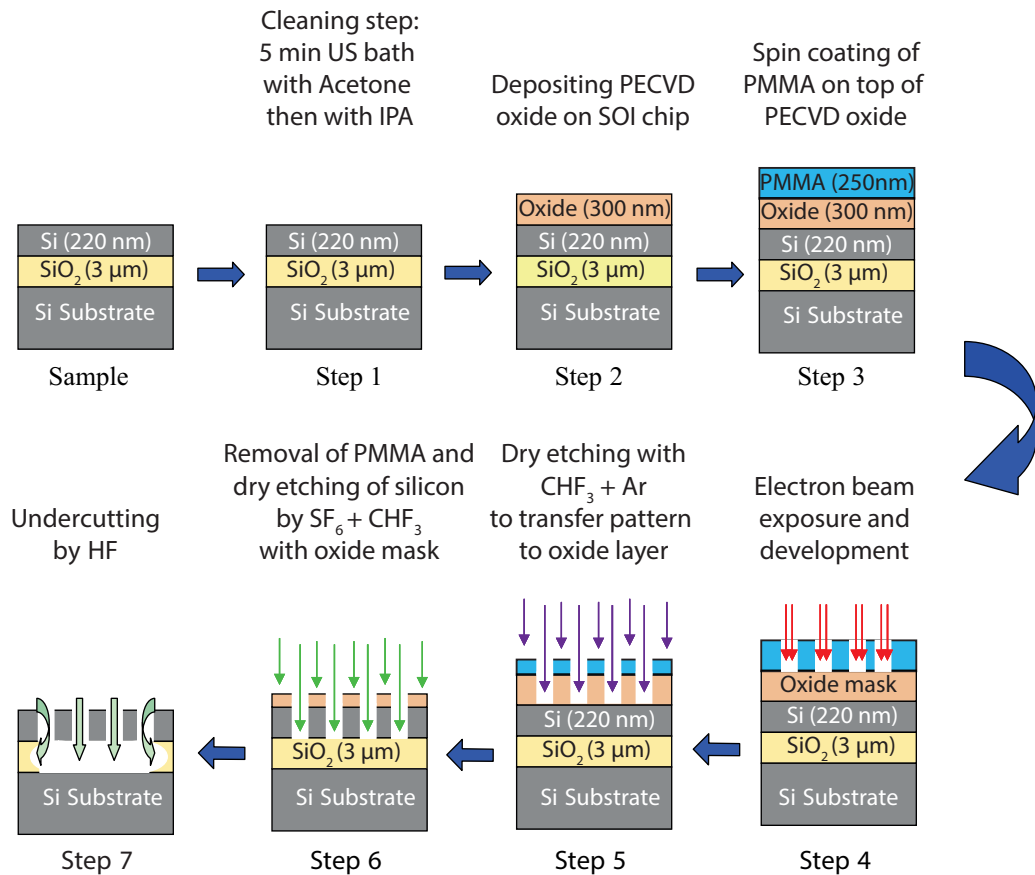 Cleaning step:
5 min US bath
with Acetone
then with IPA
Depositing PECVD
oxide on SOI chip
Spin coating of
PMMA on top of
PECVD oxide
Si (220 nm)
SiO₂ (3 µm)
Si Substrate
Sample
Si (220 nm)
SiO₂ (3 µm)
Si Substrate
Step 1
Oxide (300 nm)
Si (220 nm)
SiO₂ (3 µm)
Si Substrate
Step 2
PMMA (250nm)
Oxide (300 nm)
Si (220 nm)
SiO₂ (3 µm)
Si Substrate
Step 3
Electron beam
exposure and
development
Oxide mask
Si (220 nm)
SiO₂ (3 µm)
Si Substrate
Step 4
Dry etching with
CHF₃ + Ar
to transfer pattern
to oxide layer
Si (220 nm)
SiO₂ (3 µm)
Si Substrate
Step 5
Removal of PMMA and
dry etching of silicon
by SF₆ + CHF₃
with oxide mask
SiO₂ (3 µm)
Si Substrate
Step 6
Undercutting
by HF
Si Substrate
Step 7